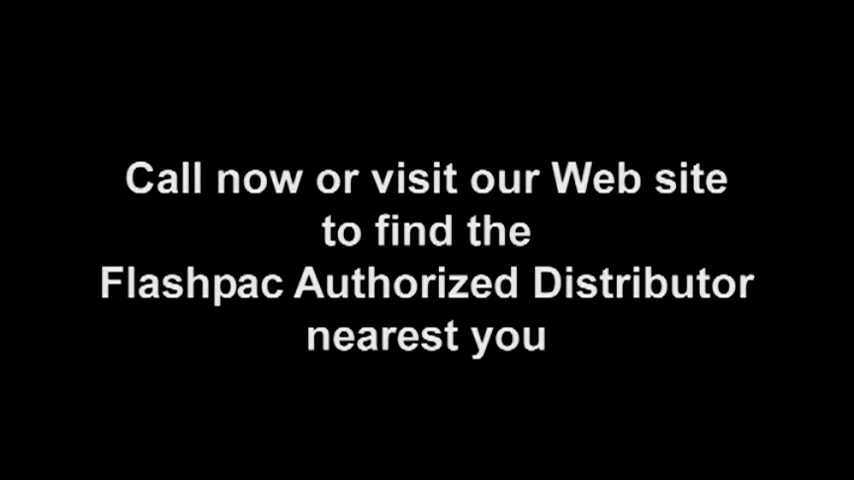 Call now or visit our Web site
to find the
Flashpac Authorized Distributor
nearest you